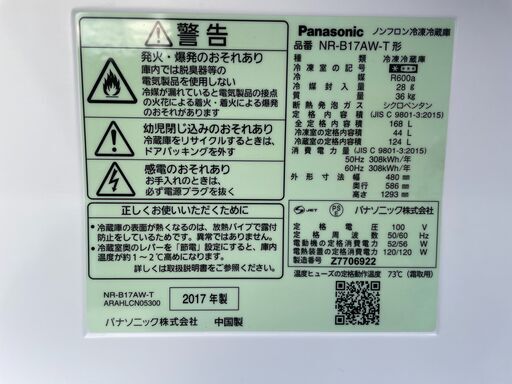 警告
発火・爆発のおそれあり
庫内では脱臭器等の
電気製品を使用しないこと
冷媒が漏れていると電気製品の接点
の火花による着火・着火・爆発の
おそれあり
幼児閉じ込みのおそれあり
冷蔵庫をリサイクルするときは、
ドアパッキングを外す
感電のおそれあり
お手入れの時は、
必ず電源プラグを抜く
正しくお使いいただくために
・冷蔵庫の表面が熱くなるのは、放熱パイプで露付き
防止をしているためです。異常ではありません。
・冷蔵室奥のレバーを「節電」設定にすると、庫内
温度が約1～2℃高めになります。
詳しくは取扱説明書をご覧ください。
NR-B17AW-T
ARAHLCN05300
2017年製
パナソニック株式会社 中国製
Panasonic ノンフロン冷凍冷蔵庫
品番 NR-B17AW-T形
種類 冷凍冷蔵庫
冷凍室の記号
冷媒 R600a
冷媒封入量 28g
質量 36kg
断熱発泡ガス シクロペンタン
定格内容積 (JIS C 9801-3:2015)
全定格内容積 168 L
冷凍室の定格内容積 44 L
冷蔵室の定格内容積 124 L
消費電力量 (JIS C 9801-3:2015)
50Hz 308kWh/年
60Hz 308kWh/年
外形寸法 幅 480mm
奥行 586mm
高さ 1293mm
JET PS E パナソニック株式会社
定格電圧 100 V
定格周波数 50/60 Hz
電動機の定格消費電力 52/56 W
電熱装置の定格消費電力 120/120 W
製造番号 Z7706922
温度ヒューズの定格動作温度 73℃(霜取用)